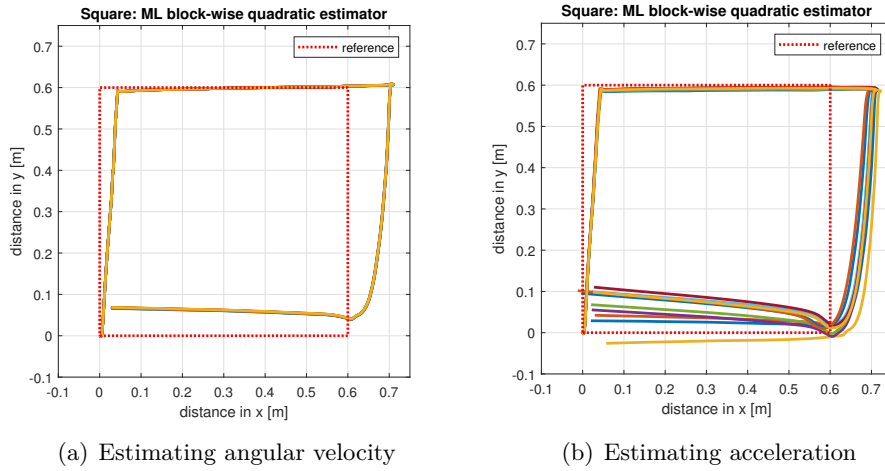 Square: ML block-wise quadratic estimator
reference
0.7
0.6
0.5
0.4
0.3
0.2
0.1
0
-0.1
distance in y [m]
-0.1 0 0.1 0.2 0.3 0.4 0.5 0.6 0.7
distance in x [m]
(a) Estimating angular velocity
Square: ML block-wise quadratic estimator
reference
0.7
0.6
0.5
0.4
0.3
0.2
0.1
0
-0.1
distance in y [m]
-0.1 0 0.1 0.2 0.3 0.4 0.5 0.6 0.7
distance in x [m]
(b) Estimating acceleration